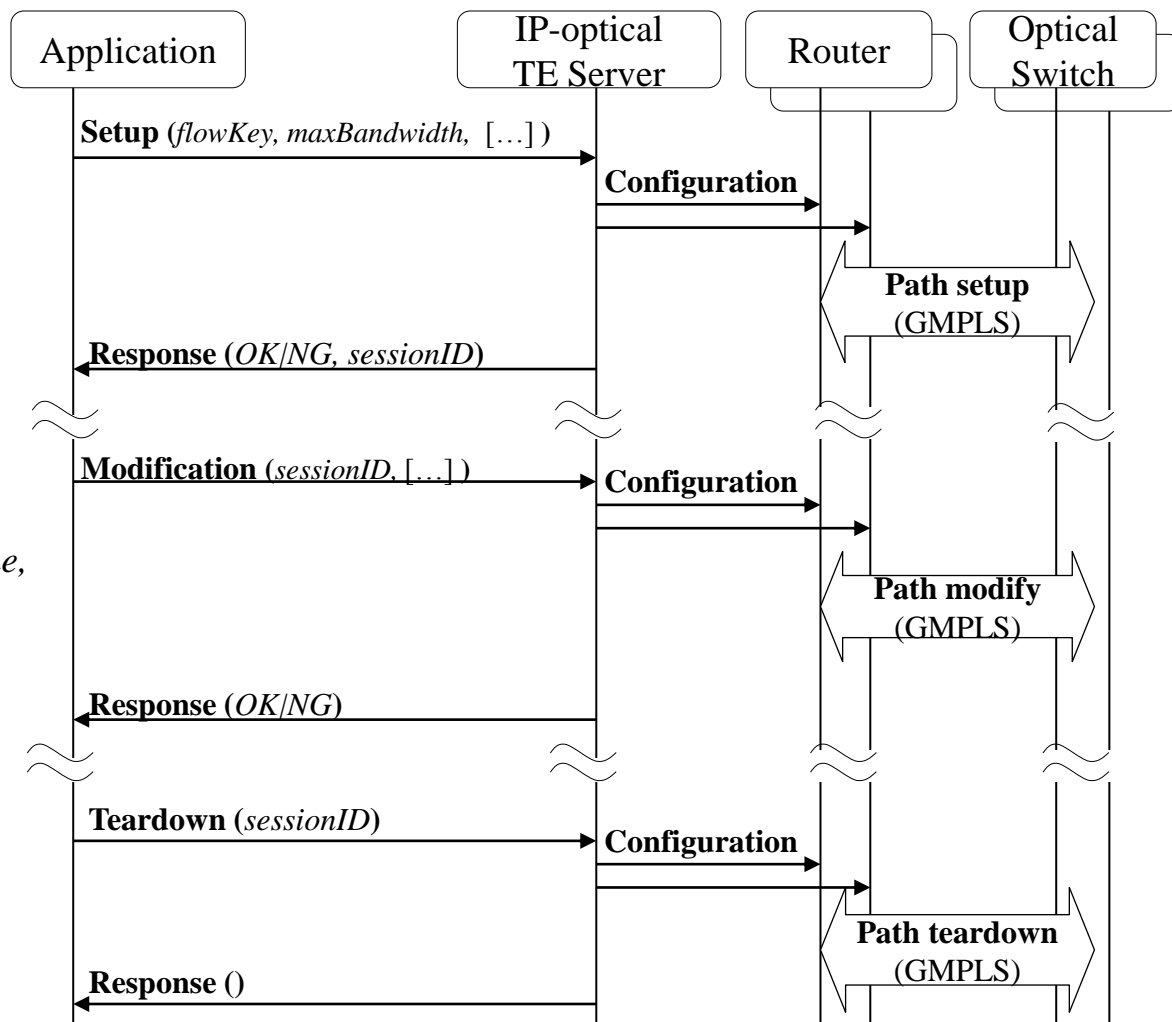 Application
IP-optical
TE Server
Router
Optical
Switch
Setup (flowKey, maxBandwidth, […] )
Configuration
Path setup
(GMPLS)
Response (OK/NG, sessionID)
Modification (sessionID, […] )
Configuration
e,
Path modify
(GMPLS)
Response (OK/NG)
Teardown (sessionID)
Configuration
Path teardown
(GMPLS)
Response ()